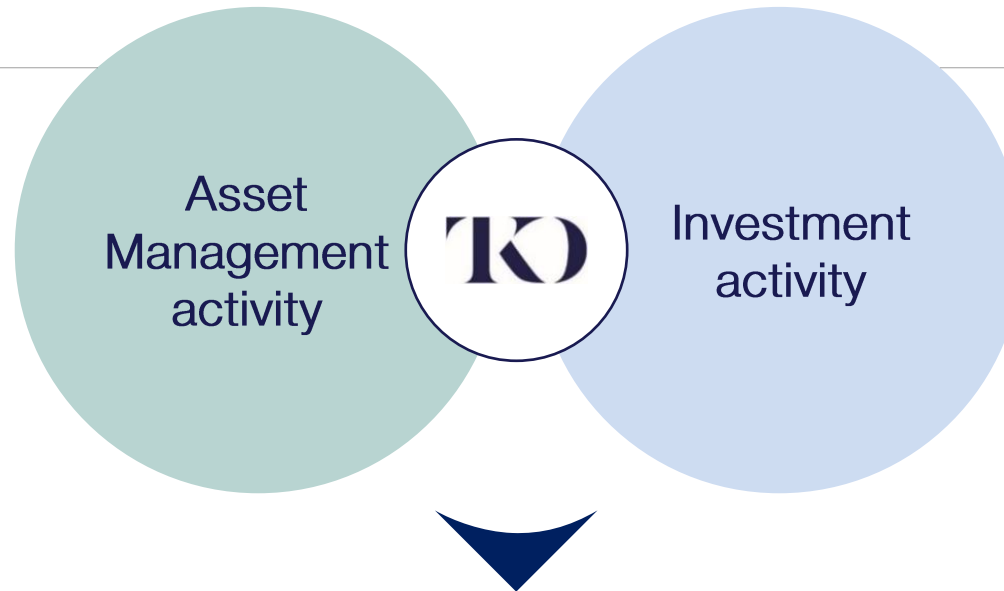 Asset
Management
activity
TKO
Investment
activity